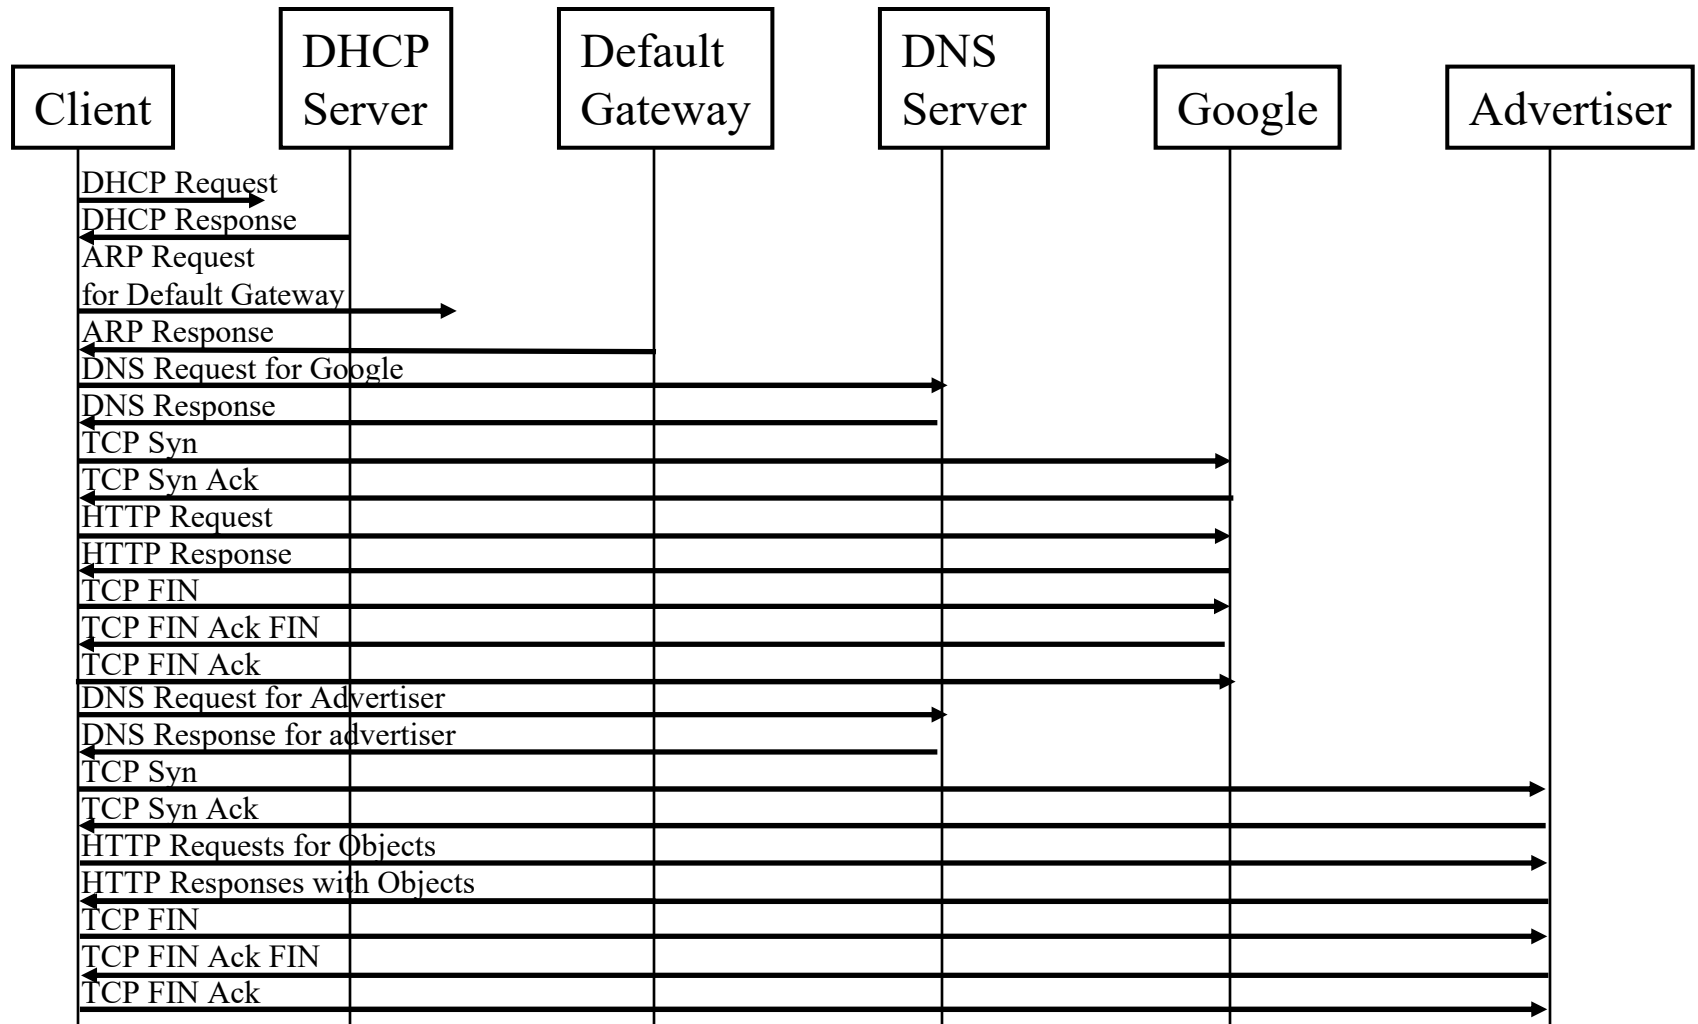 Client
DHCP
Server
Default
Gateway
DNS
Server
Google
Advertiser
DHCP Request
DHCP Response
ARP Request
for Default Gateway
ARP Response
DNS Request for Google
DNS Response
TCP Syn
TCP Syn Ack
HTTP Request
HTTP Response
TCP FIN
TCP FIN Ack FIN
TCP FIN Ack
DNS Request for Advertiser
DNS Response for advertiser
TCP Syn
TCP Syn Ack
HTTP Requests for Objects
HTTP Responses with Objects
TCP FIN
TCP FIN Ack FIN
TCP FIN Ack